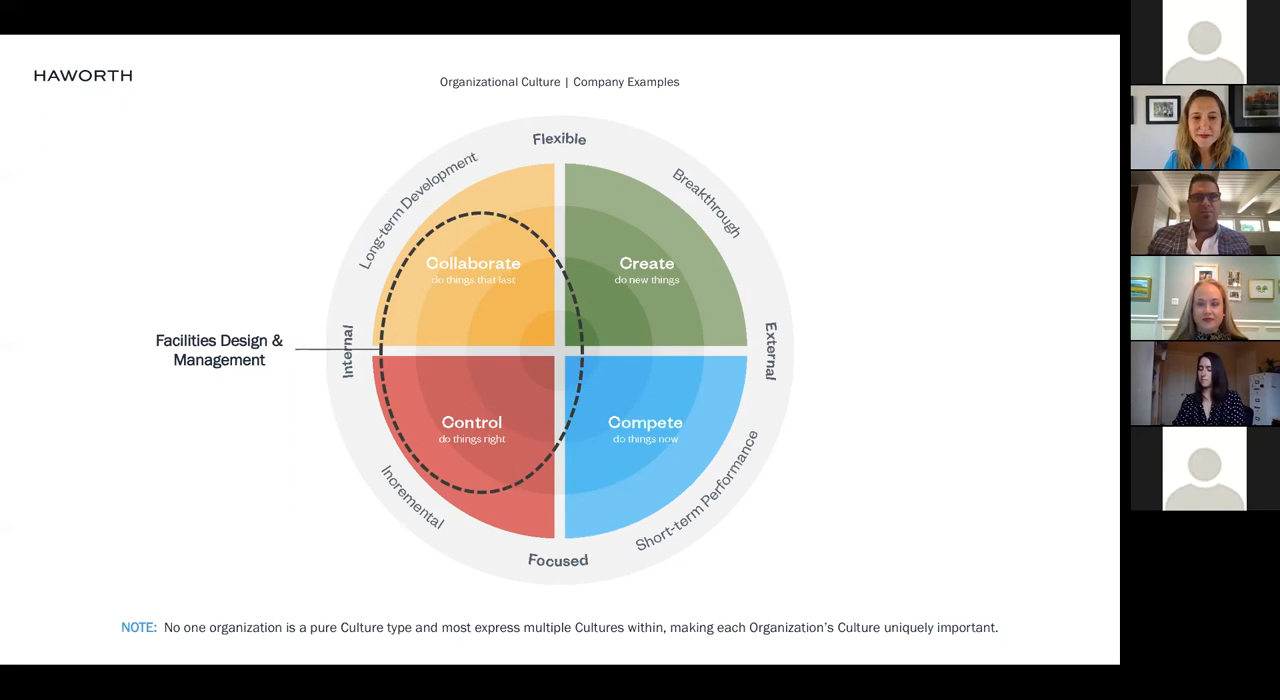 HAWORTH
Organizational Culture | Company Examples
Flexible
Long-term Development
Breakthrough
Collaborate
do things that last
Create
do new things
Facilities Design &
Management
Internal
External
Control
do things right
Compete
do things now
Incremental
Short-term Performance
Focused
NOTE: No one organization is a pure Culture type and most express multiple Cultures within, making each Organization's Culture uniquely important.